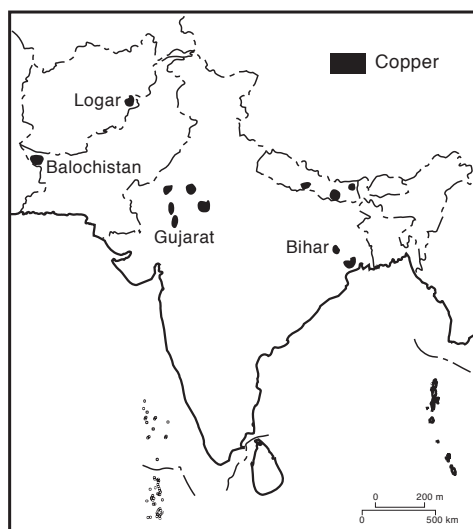 Copper
Logar
Balochistan
Gujarat
Bihar
0 200 m
0 500 km